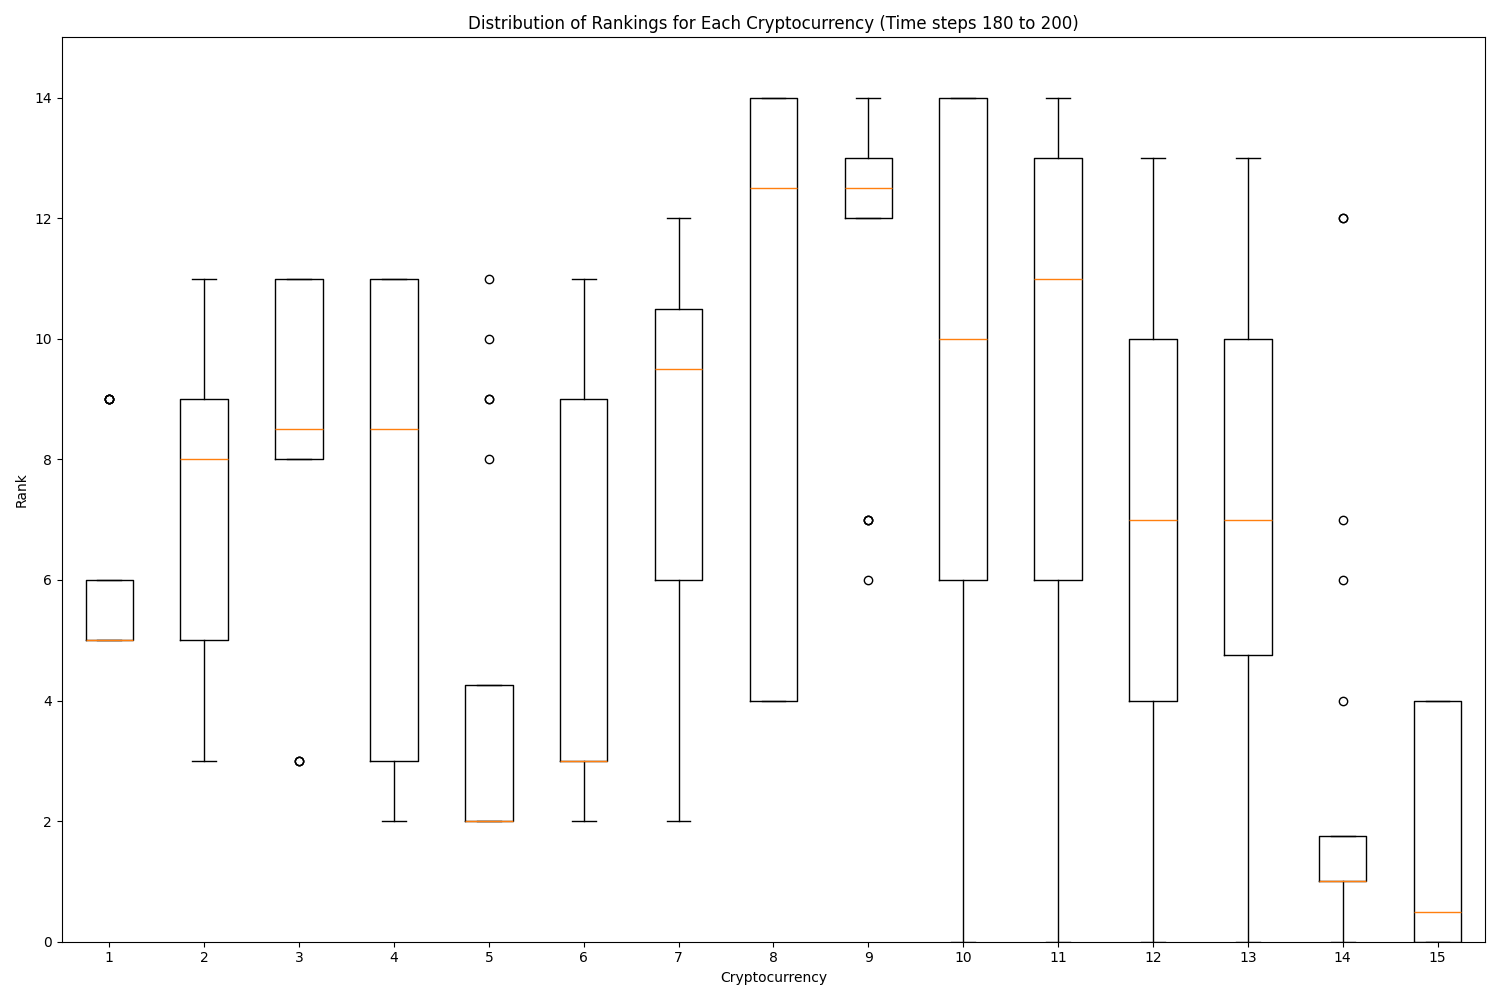 Distribution of Rankings for Each Cryptocurrency (Time steps 180 to 200)
Rank
14
12
10
8
6
4
2
0
1 2 3 4 5 6 7 8 9 10 11 12 13 14 15
Cryptocurrency